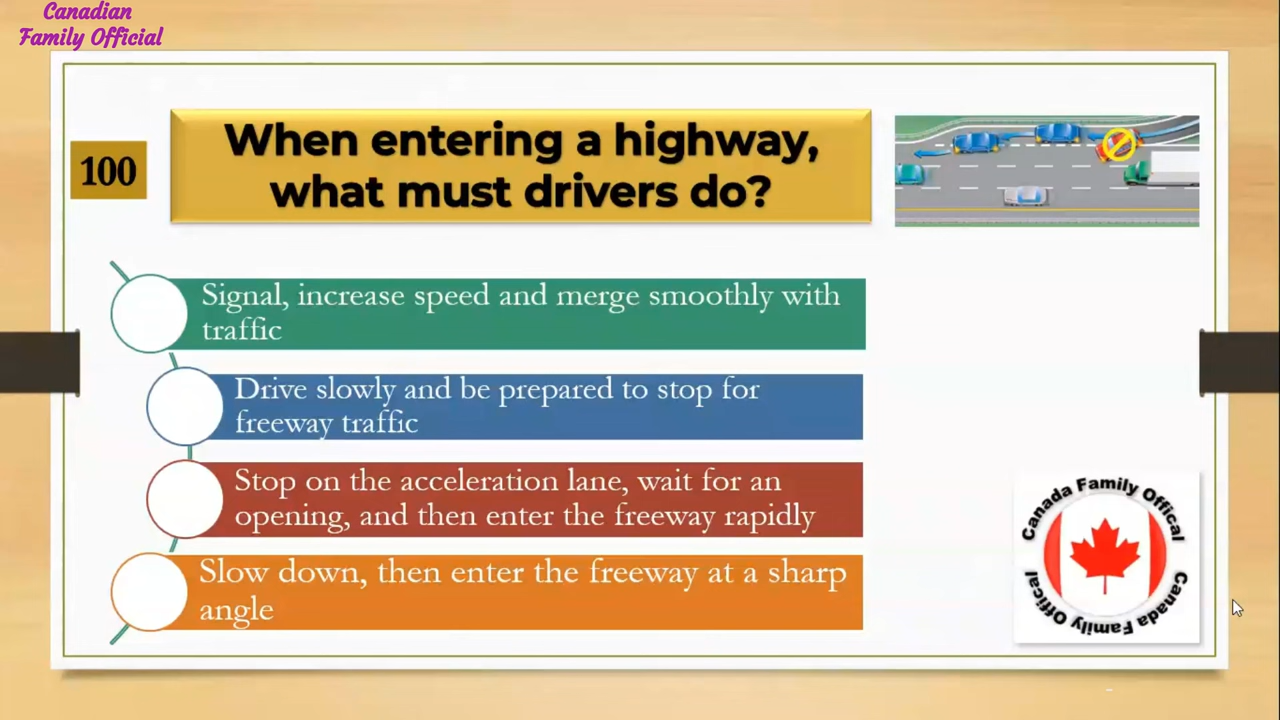 Canadian
Family Official
100
When entering a highway,
what must drivers do?
Signal, increase speed and merge smoothly with
traffic
Drive slowly and be prepared to stop for
freeway traffic
Stop on the acceleration lane, wait for an
opening, and then enter the freeway rapidly
Slow down, then enter the freeway at a sharp
angle
Canada Family Offical
Canada Family Offical